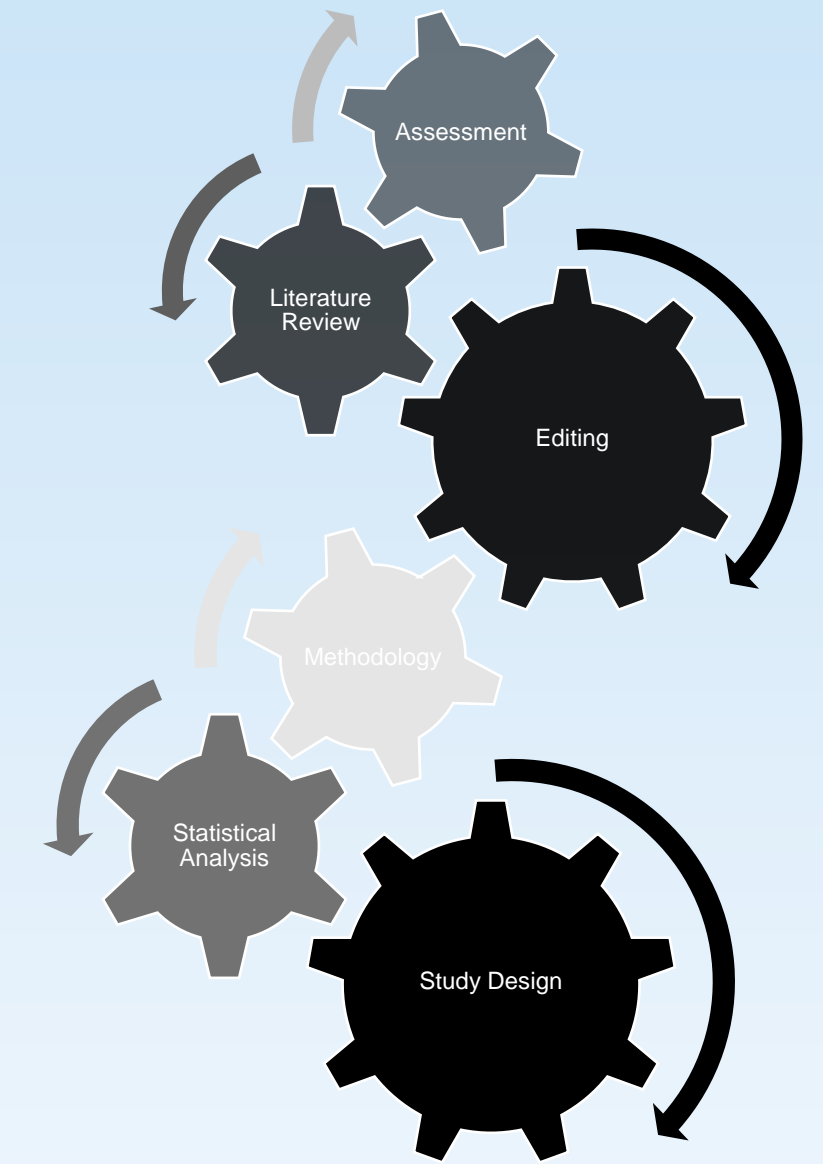 Assessment
Literature
Review
Editing
Methodology
Statistical
Analysis
Study Design